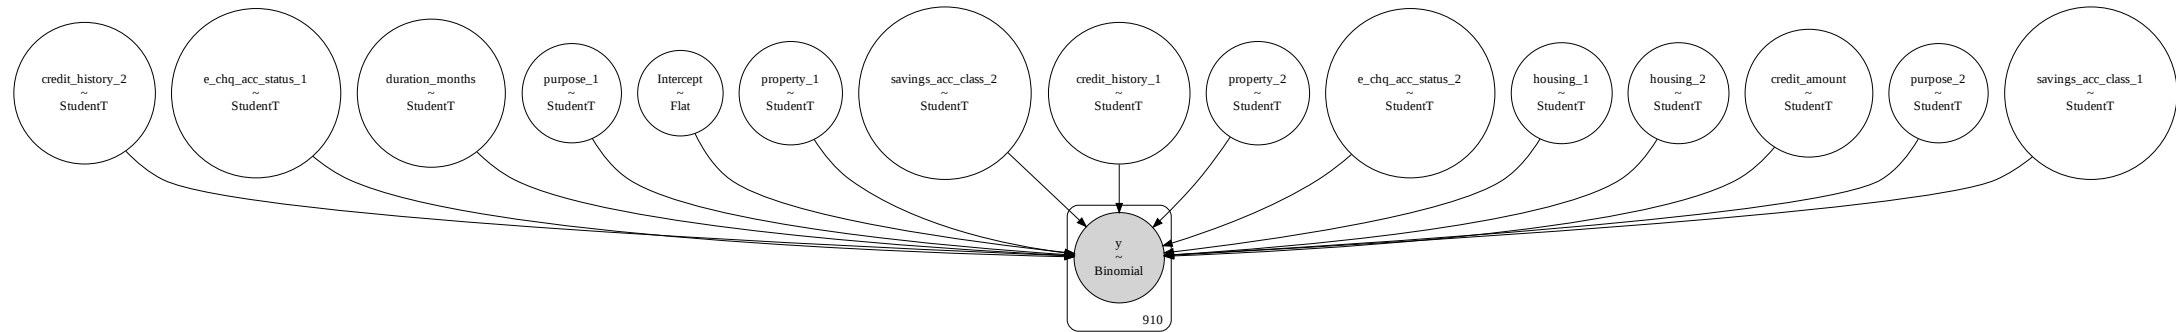 credit_history_2
~
StudentT
e_chq_acc_status_1
~
StudentT
duration_months
~
StudentT
purpose_1
~
StudentT
Intercept
~
Flat
property_1
~
StudentT
savings_acc_class_2
~
StudentT
credit_history_1
~
StudentT
property_2
~
StudentT
e_chq_acc_status_2
~
StudentT
housing_1
~
StudentT
housing_2
~
StudentT
credit_amount
~
StudentT
purpose_2
~
StudentT
savings_acc_class_1
~
StudentT
y
~
Binomial
910